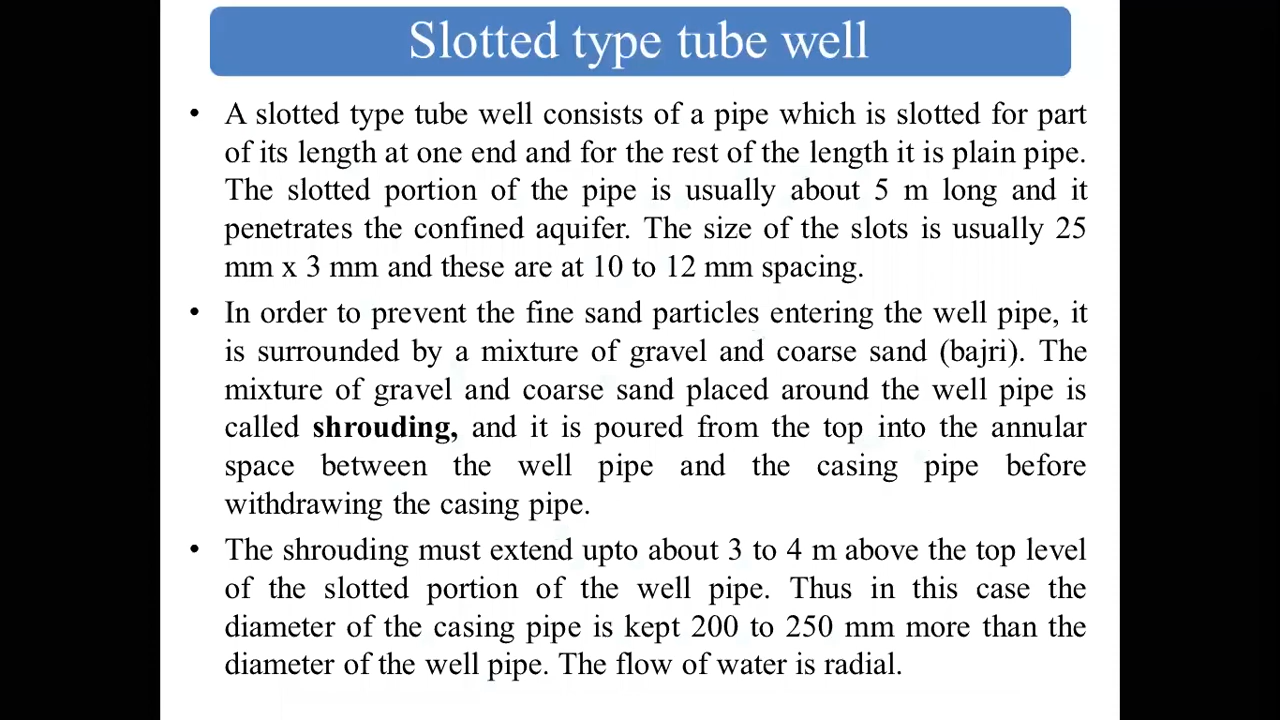 Slotted type tube well
• A slotted type tube well consists of a pipe which is slotted for part
of its length at one end and for the rest of the length it is plain pipe.
The slotted portion of the pipe is usually about 5 m long and it
penetrates the confined aquifer. The size of the slots is usually 25
mm x 3 mm and these are at 10 to 12 mm spacing.
• In order to prevent the fine sand particles entering the well pipe, it
is surrounded by a mixture of gravel and coarse sand (bajri). The
mixture of gravel and coarse sand placed around the well pipe is
called shrouding, and it is poured from the top into the annular
space between the well pipe and the casing pipe before
withdrawing the casing pipe.
• The shrouding must extend upto about 3 to 4 m above the top level
of the slotted portion of the well pipe. Thus in this case the
diameter of the casing pipe is kept 200 to 250 mm more than the
diameter of the well pipe. The flow of water is radial.